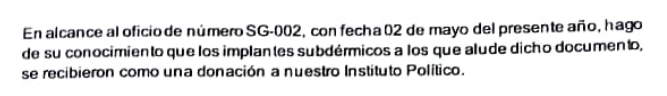 En alcance al oficio de número SG-002, con fecha 02 de mayo del presente año, hago
de su conocimiento que los implantes subdérmicos a los que alude dicho documento,
se recibieron como una donación a nuestro Instituto Político.